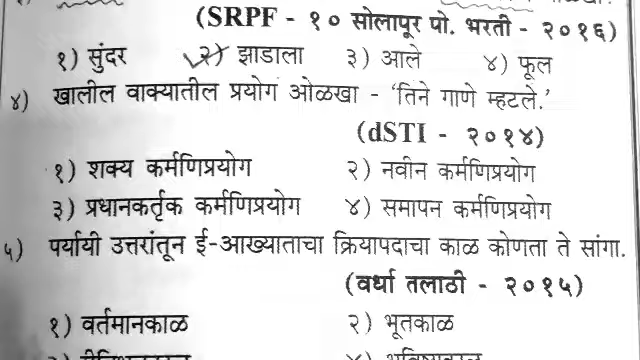 (SRPF - १० सोलापूर पो. भरती - २०१६)
१) सुंदर २) झाडाला ३) आले ४) फूल
४) खालील वाक्यातील प्रयोग ओळखा - 'तिने गाणे म्हटले.'
(dSTI - २०१४)
१) शक्य कर्मणिप्रयोग २) नवीन कर्मणिप्रयोग
३) प्रधानकर्तृक कर्मणिप्रयोग ४) समापन कर्मणिप्रयोग
५) पर्यायी उत्तरांतून ई-आख्याताचा क्रियापदाचा काळ कोणता ते सांगा.
(वर्धा तलाठी - २०१५)
१) वर्तमानकाळ २) भूतकाळ